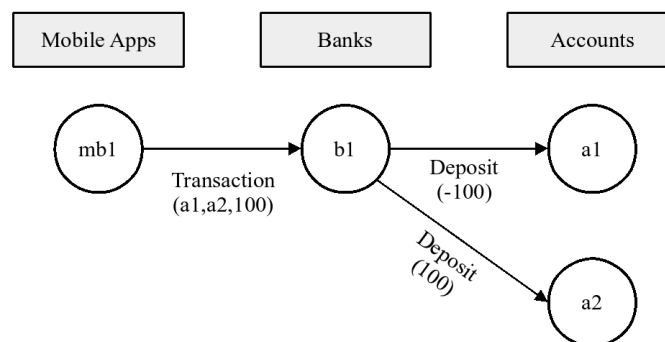 Mobile Apps
Banks
Accounts
mb1
b1
a1
Transaction
(a1,a2,100)
Deposit
(-100)
Deposit
(100)
a2